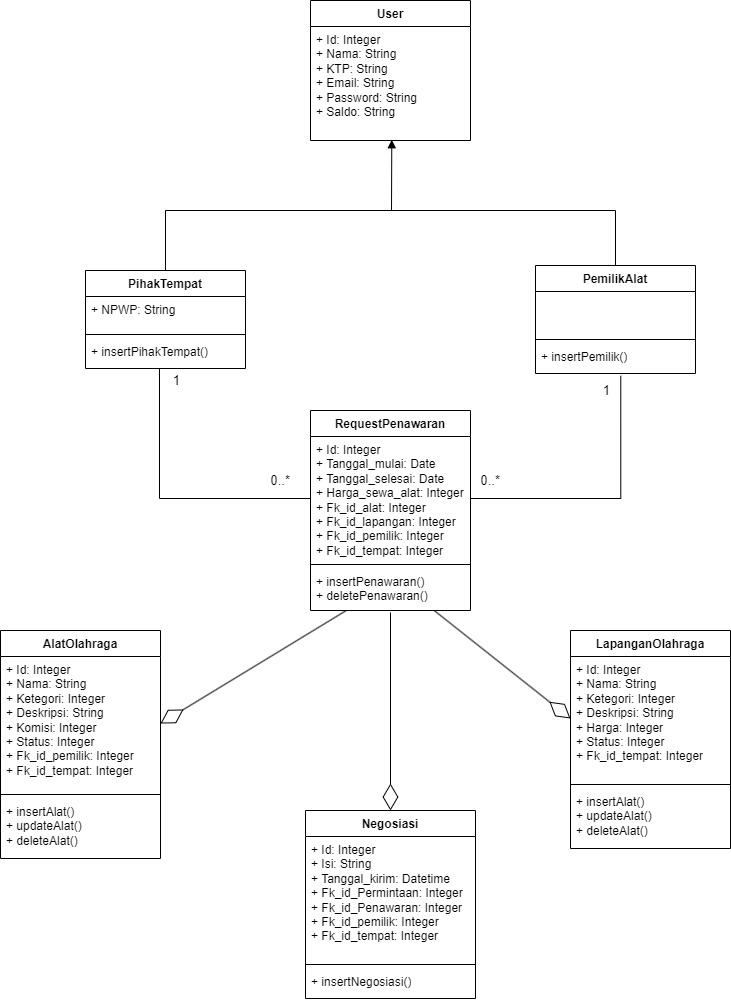 User
+ Id: Integer
+ Nama: String
+ KTP: String
+ Email: String
+ Password: String
+ Saldo: String
PihakTempat
+ NPWP: String
+ insertPihakTempat()
PemilikAlat
+ insertPemilik()
1
1
RequestPenawaran
+ Id: Integer
+ Tanggal_mulai: Date
+ Tanggal_selesai: Date
+ Harga_sewa_alat: Integer
+ Fk_id_alat: Integer
+ Fk_id_lapangan: Integer
+ Fk_id_pemilik: Integer
+ Fk_id_tempat: Integer
+ insertPenawaran()
+ deletePenawaran()
0..*
0..*
AlatOlahraga
+ Id: Integer
+ Nama: String
+ Ketegori: Integer
+ Deskripsi: String
+ Komisi: Integer
+ Status: Integer
+ Fk_id_pemilik: Integer
+ Fk_id_tempat: Integer
+ insertAlat()
+ updateAlat()
+ deleteAlat()
LapanganOlahraga
+ Id: Integer
+ Nama: String
+ Ketegori: Integer
+ Deskripsi: String
+ Harga: Integer
+ Status: Integer
+ Fk_id_tempat: Integer
+ insertAlat()
+ updateAlat()
+ deleteAlat()
Negosiasi
+ Id: Integer
+ Isi: String
+ Tanggal_kirim: Datetime
+ Fk_id_Permintaan: Integer
+ Fk_id_Penawaran: Integer
+ Fk_id_pemilik: Integer
+ Fk_id_tempat: Integer
+ insertNegosiasi()